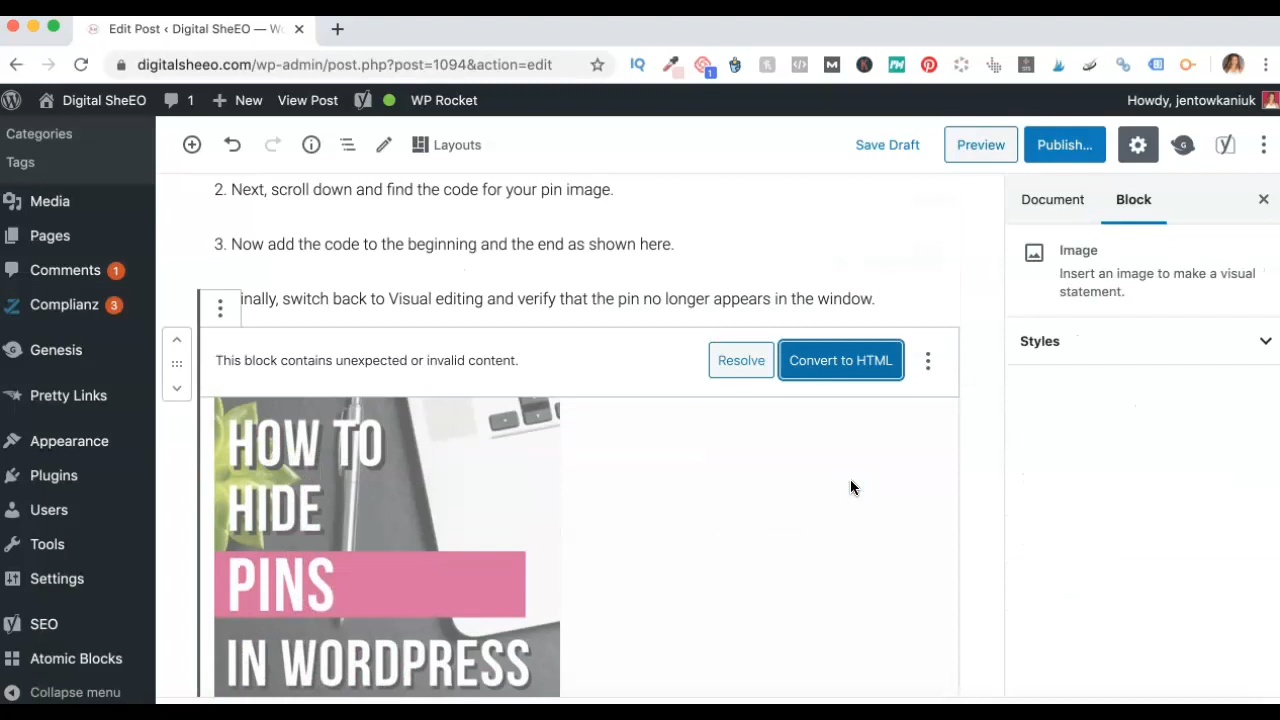 Edit Post ‹ Digital SheEO — Wo
digitalsheeo.com/wp-admin/post.php?post=1094&action=edit
IQ
1
Digital SheEO
1
New
View Post
WP Rocket
Howdy, jentowkaniuk
Categories
Tags
Media
Pages
Comments 1
Complianz 3
Genesis
Pretty Links
Appearance
Plugins
Users
Tools
Settings
SEO
Atomic Blocks
Collapse menu
Layouts
Save Draft
Preview
Publish...
2. Next, scroll down and find the code for your pin image.
3. Now add the code to the beginning and the end as shown here.
inally, switch back to Visual editing and verify that the pin no longer appears in the window.
This block contains unexpected or invalid content.
Resolve
Convert to HTML
HOW TO
HIDE
PINS
IN WORDPRESS
Document
Block
Image
Insert an image to make a visual
statement.
Styles